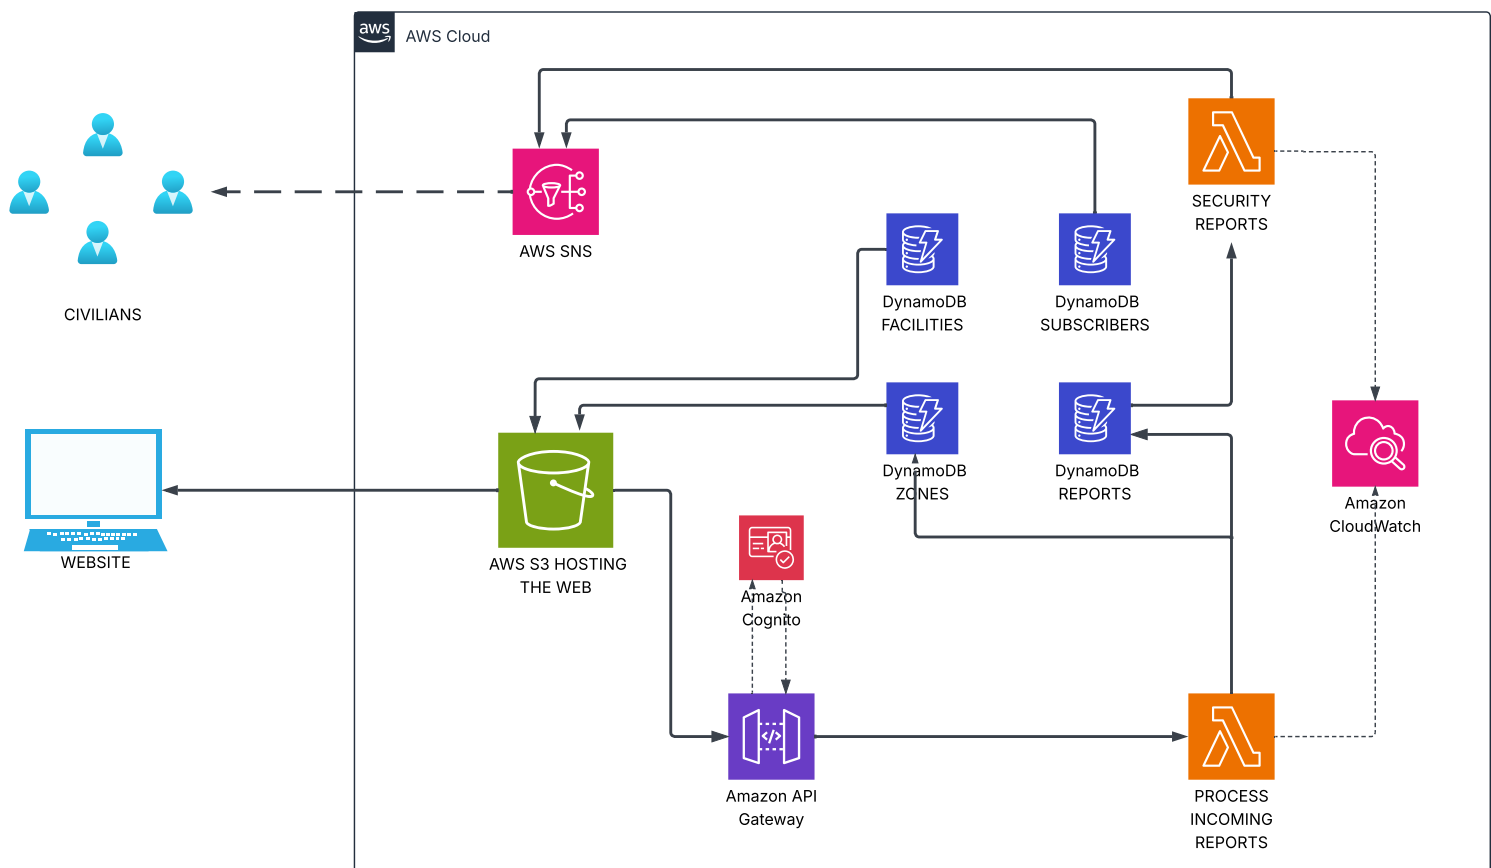 aws
AWS Cloud
SECURITY
REPORTS
AWS SNS
CIVILIANS
DynamoDB
FACILITIES
DynamoDB
SUBSCRIBERS
DynamoDB
ZONES
DynamoDB
REPORTS
Amazon
CloudWatch
WEBSITE
AWS S3 HOSTING
THE WEB
Amazon
Cognito
</>
Amazon API
Gateway
PROCESS
INCOMING
REPORTS